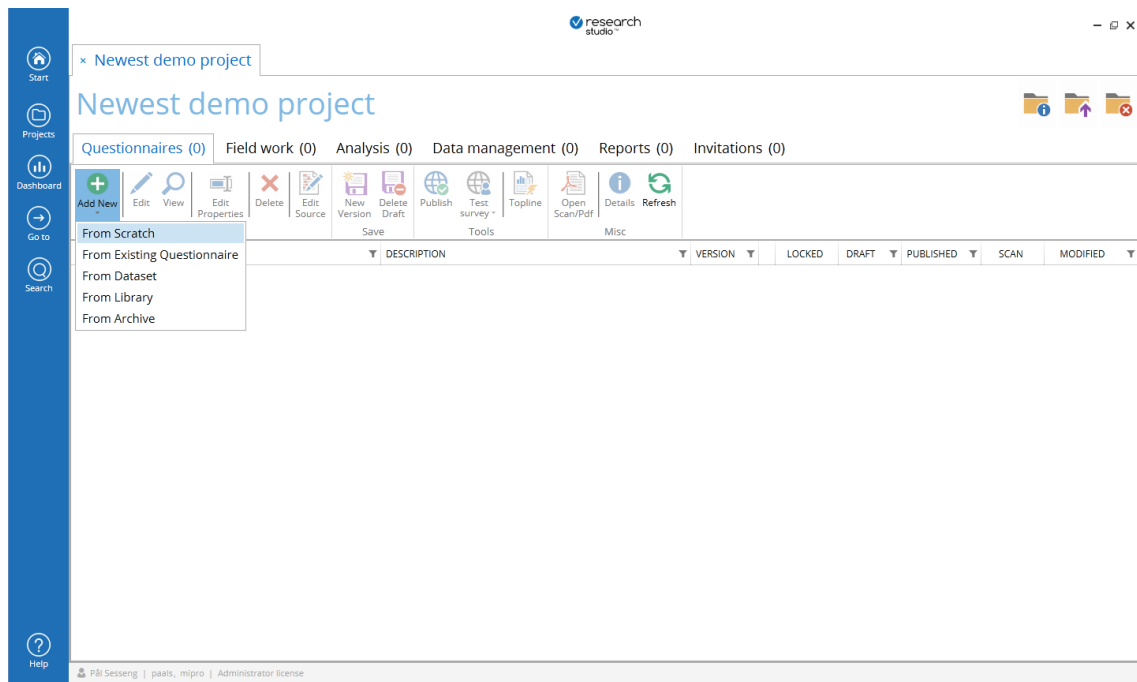 research
studio™
× Newest demo project
Start
Newest demo project
Projects
Questionnaires (0) Field work (0) Analysis (0) Data management (0) Reports (0) Invitations (0)
Dashboard
Add New Edit View Edit Properties Delete Edit Source New Version Delete Draft Publish Test survey Topline Open Scan/Pdf Details Refresh
Save Tools Misc
Go to
From Scratch
From Existing Questionnaire
From Dataset
From Library
From Archive
DESCRIPTION VERSION LOCKED DRAFT PUBLISHED SCAN MODIFIED
Search
Help
Pål Sesseng | paals, mipro | Administrator license